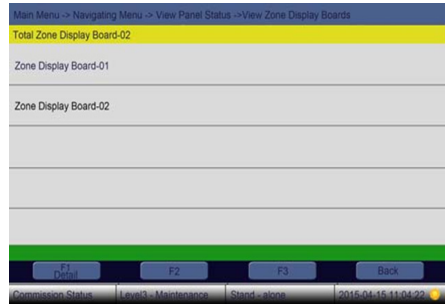 Main Menu -> Navigating Menu -> View Panel Status ->View Zone Display Boards
Total Zone Display Board-02
Zone Display Board-01
Zone Display Board-02
F1 F2 F3 Back
Detail
Commission Status Level3 - Maintenance Stand - alone 2015-04-15 11:04:22